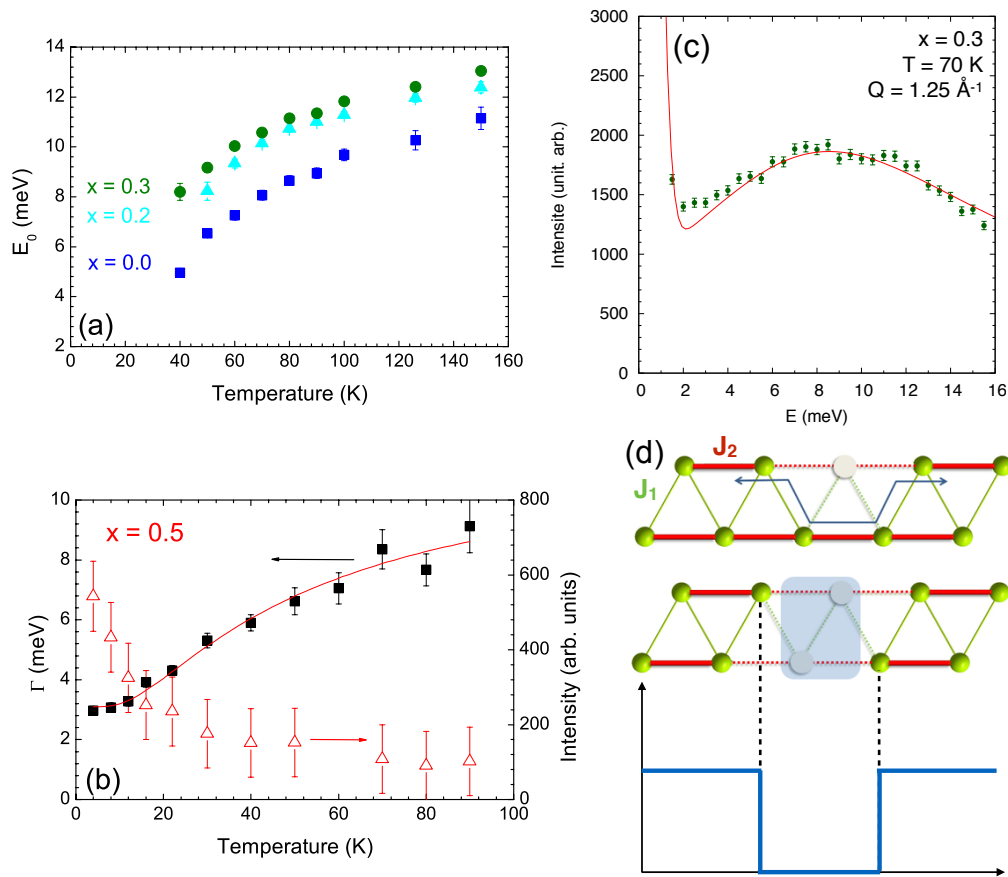 14
12
10
8
6
4
2
E₀ (meV)
x = 0.3
x = 0.2
x = 0.0
(a)
0 20 40 60 80 100 120 140 160
Temperature (K)
3000
2500
2000
1500
1000
500
0
Intensite (unit. arb.)
(c)
x = 0.3
T = 70 K
Q = 1.25 Å⁻¹
0 2 4 6 8 10 12 14 16
E (meV)
10
8
6
4
2
0
Γ (meV)
x = 0.5
(b)
800
600
400
200
0
Intensity (arb. units)
0 20 40 60 80 100
Temperature (K)
(d)
J₂
J₁